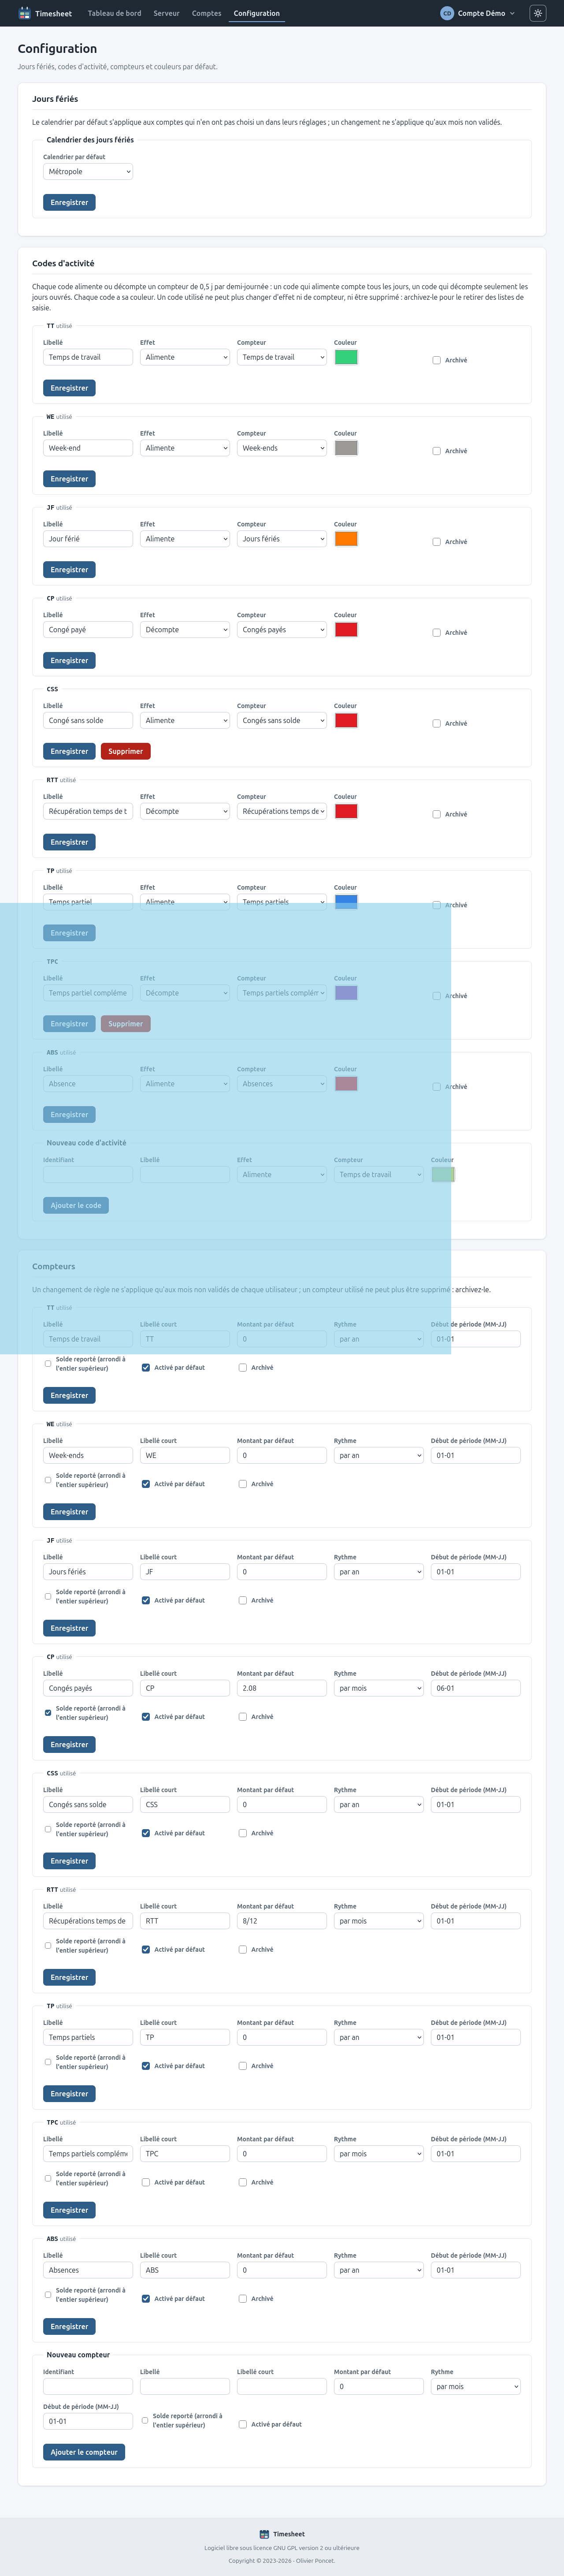 Timesheet Tableau de bord Serveur Comptes Configuration CD Compte Démo
Configuration
Jours fériés, codes d'activité, compteurs et couleurs par défaut.
Jours fériés
Le calendrier par défaut s'applique aux comptes qui n'en ont pas choisi un dans leurs réglages ; un changement ne s'applique qu'aux mois non validés.
Calendrier des jours fériés
Calendrier par défaut
Métropole
Enregistrer
Codes d'activité
Chaque code alimente ou décompte un compteur de 0,5 j par demi-journée : un code qui alimente compte tous les jours, un code qui décompte seulement les
jours ouvrés. Chaque code a sa couleur. Un code utilisé ne peut plus changer d'effet ni de compteur, ni être supprimé : archivez-le pour le retirer des listes de
saisie.
TT utilisé
Libellé Effet Compteur Couleur
Temps de travail Alimente Temps de travail Archivé
Enregistrer
WE utilisé
Libellé Effet Compteur Couleur
Week-end Alimente Week-ends Archivé
Enregistrer
JF utilisé
Libellé Effet Compteur Couleur
Jour férié Alimente Jours fériés Archivé
Enregistrer
CP utilisé
Libellé Effet Compteur Couleur
Congé payé Décompte Congés payés Archivé
Enregistrer
CSS
Libellé Effet Compteur Couleur
Congé sans solde Alimente Congés sans solde Archivé
Enregistrer Supprimer
RTT utilisé
Libellé Effet Compteur Couleur
Récupération temps de t Décompte Récupérations temps de Archivé
Enregistrer
TP utilisé
Libellé Effet Compteur Couleur
Temps partiel Alimente Temps partiels Archivé
Enregistrer
TPC
Libellé Effet Compteur Couleur
Temps partiel compléme Décompte Temps partiels complém Archivé
Enregistrer Supprimer
ABS utilisé
Libellé Effet Compteur Couleur
Absence Alimente Absences Archivé
Enregistrer
Nouveau code d'activité
Identifiant Libellé Effet Compteur Couleur
Alimente Temps de travail
Ajouter le code
Compteurs
Un changement de règle ne s'applique qu'aux mois non validés de chaque utilisateur ; un compteur utilisé ne peut plus être supprimé : archivez-le.
TT utilisé
Libellé Libellé court Montant par défaut Rythme Début de période (MM-JJ)
Temps de travail TT 0 par an 01-01
Solde reporté (arrondi à
l'entier supérieur) Activé par défaut Archivé
Enregistrer
WE utilisé
Libellé Libellé court Montant par défaut Rythme Début de période (MM-JJ)
Week-ends WE 0 par an 01-01
Solde reporté (arrondi à
l'entier supérieur) Activé par défaut Archivé
Enregistrer
JF utilisé
Libellé Libellé court Montant par défaut Rythme Début de période (MM-JJ)
Jours fériés JF 0 par an 01-01
Solde reporté (arrondi à
l'entier supérieur) Activé par défaut Archivé
Enregistrer
CP utilisé
Libellé Libellé court Montant par défaut Rythme Début de période (MM-JJ)
Congés payés CP 2.08 par mois 06-01
Solde reporté (arrondi à
l'entier supérieur) Activé par défaut Archivé
Enregistrer
CSS utilisé
Libellé Libellé court Montant par défaut Rythme Début de période (MM-JJ)
Congés sans solde CSS 0 par an 01-01
Solde reporté (arrondi à
l'entier supérieur) Activé par défaut Archivé
Enregistrer
RTT utilisé
Libellé Libellé court Montant par défaut Rythme Début de période (MM-JJ)
Récupérations temps de RTT 8/12 par mois 01-01
Solde reporté (arrondi à
l'entier supérieur) Activé par défaut Archivé
Enregistrer
TP utilisé
Libellé Libellé court Montant par défaut Rythme Début de période (MM-JJ)
Temps partiels TP 0 par an 01-01
Solde reporté (arrondi à
l'entier supérieur) Activé par défaut Archivé
Enregistrer
TPC utilisé
Libellé Libellé court Montant par défaut Rythme Début de période (MM-JJ)
Temps partiels complém TPC 0 par mois 01-01
Solde reporté (arrondi à
l'entier supérieur) Activé par défaut Archivé
Enregistrer
ABS utilisé
Libellé Libellé court Montant par défaut Rythme Début de période (MM-JJ)
Absences ABS 0 par an 01-01
Solde reporté (arrondi à
l'entier supérieur) Activé par défaut Archivé
Enregistrer
Nouveau compteur
Identifiant Libellé Libellé court Montant par défaut Rythme
0 par mois
Début de période (MM-JJ)
01-01 Solde reporté (arrondi à
l'entier supérieur) Activé par défaut
Ajouter le compteur
Timesheet
Logiciel libre sous licence GNU GPL version 2 ou ultérieure
Copyright © 2023-2026 - Olivier Poncet.